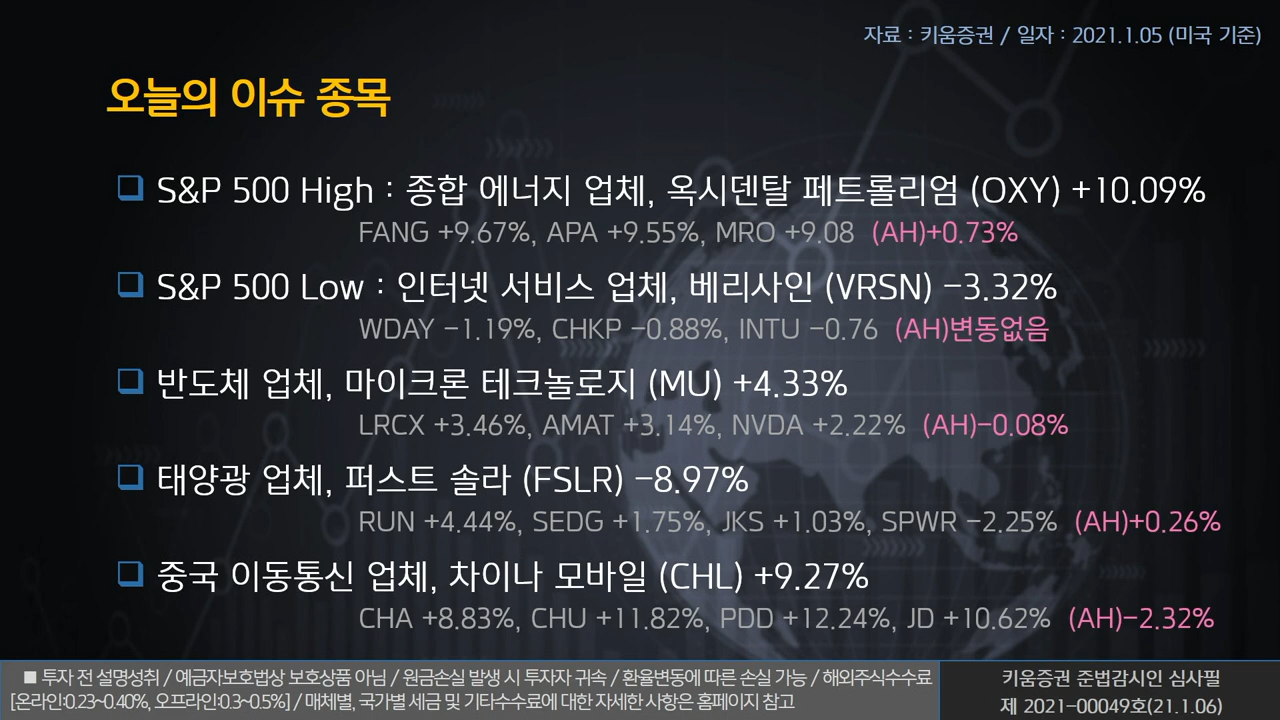 자료 : 키움증권 / 일자 : 2021.1.05 (미국 기준)
오늘의 이슈 종목
❑ S&P 500 High : 종합 에너지 업체, 옥시덴탈 페트롤리엄 (OXY) +10.09%
FANG +9.67%, APA +9.55%, MRO +9.08 (AH)+0.73%
❑ S&P 500 Low : 인터넷 서비스 업체, 베리사인 (VRSN) −3.32%
WDAY −1.19%, CHKP −0.88%, INTU −0.76 (AH)변동없음
❑ 반도체 업체, 마이크론 테크놀로지 (MU) +4.33%
LRCX +3.46%, AMAT +3.14%, NVDA +2.22% (AH)−0.08%
❑ 태양광 업체, 퍼스트 솔라 (FSLR) −8.97%
RUN +4.44%, SEDG +1.75%, JKS +1.03%, SPWR −2.25% (AH)+0.26%
❑ 중국 이동통신 업체, 차이나 모바일 (CHL) +9.27%
CHA +8.83%, CHU +11.82%, PDD +12.24%, JD +10.62% (AH)−2.32%
■ 투자 전 설명성취 / 예금자보호법상 보호상품 아님 / 원금손실 발생 시 투자자 귀속 / 환율변동에 따른 손실 가능 / 해외주식수수료
[온라인:0.23~0.40%, 오프라인:0.3~0.5%] / 매체별, 국가별 세금 및 기타수수료에 대한 자세한 사항은 홈페이지 참고
키움증권 준법감시인 심사필
제 2021-00049호(21.1.06)